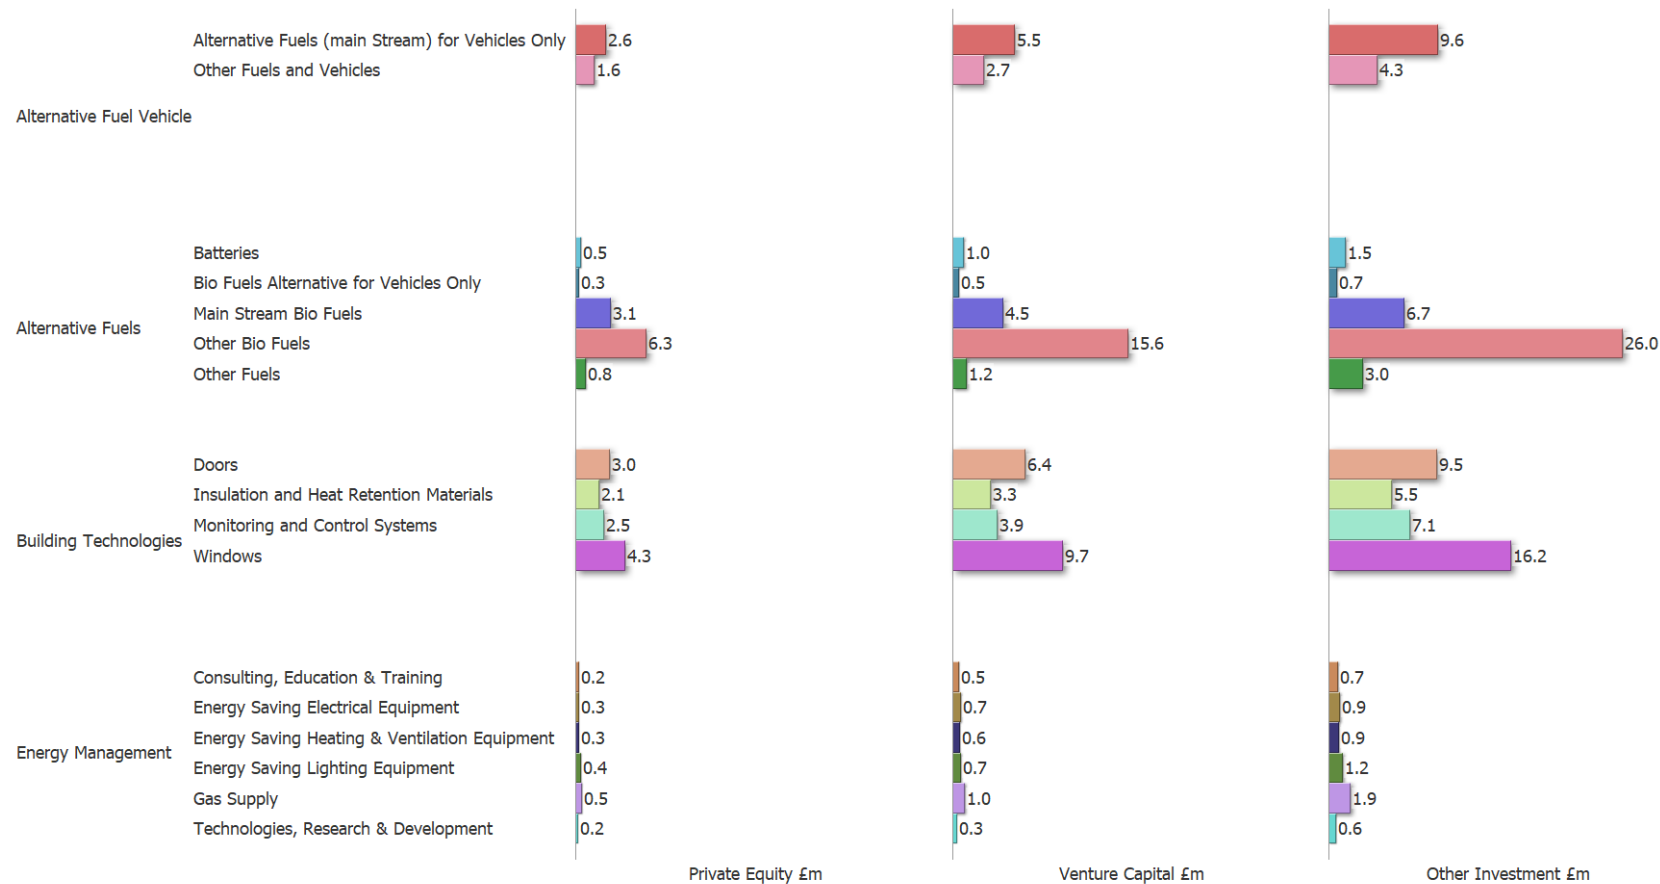 Alternative Fuels (main Stream) for Vehicles Only 2.6 5.5 9.6
Other Fuels and Vehicles 1.6 2.7 4.3
Alternative Fuel Vehicle
Batteries 0.5 1.0 1.5
Bio Fuels Alternative for Vehicles Only 0.3 0.5 0.7
Main Stream Bio Fuels 3.1 4.5 6.7
Alternative Fuels
Other Bio Fuels 6.3 15.6 26.0
Other Fuels 0.8 1.2 3.0
Doors 3.0 6.4 9.5
Insulation and Heat Retention Materials 2.1 3.3 5.5
Monitoring and Control Systems 2.5 3.9 7.1
Building Technologies
Windows 4.3 9.7 16.2
Consulting, Education & Training 0.2 0.5 0.7
Energy Saving Electrical Equipment 0.3 0.7 0.9
Energy Saving Heating & Ventilation Equipment 0.3 0.6 0.9
Energy Management
Energy Saving Lighting Equipment 0.4 0.7 1.2
Gas Supply 0.5 1.0 1.9
Technologies, Research & Development 0.2 0.3 0.6
Private Equity £m Venture Capital £m Other Investment £m